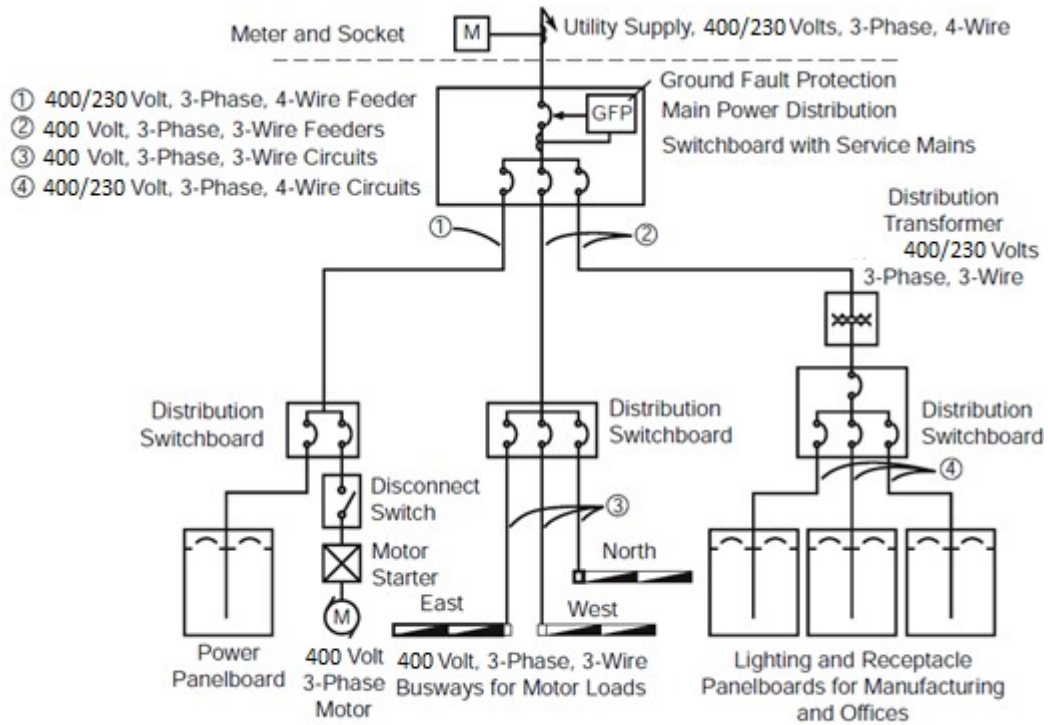 Meter and Socket
M
Utility Supply, 400/230 Volts, 3-Phase, 4-Wire
① 400/230 Volt, 3-Phase, 4-Wire Feeder
② 400 Volt, 3-Phase, 3-Wire Feeders
③ 400 Volt, 3-Phase, 3-Wire Circuits
④ 400/230 Volt, 3-Phase, 4-Wire Circuits
GFP
Ground Fault Protection
Main Power Distribution
Switchboard with Service Mains
①
②
Distribution
Transformer
400/230 Volts
3-Phase, 3-Wire
Distribution
Switchboard
Distribution
Switchboard
Distribution
Switchboard
Disconnect
Switch
Motor
Starter
M
③
④
North
East
West
Power
Panelboard
400 Volt
3-Phase
Motor
400 Volt, 3-Phase, 3-Wire
Busways for Motor Loads
Lighting and Receptacle
Panelboards for Manufacturing
and Offices